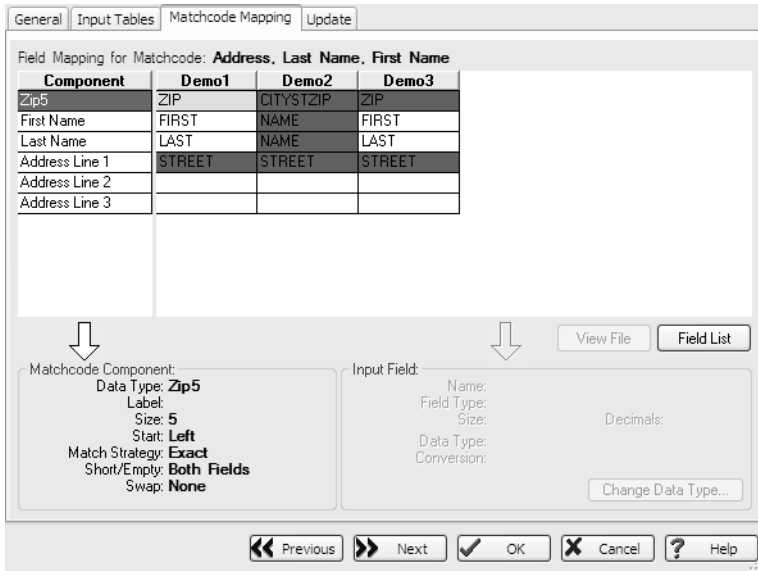 General Input Tables Matchcode Mapping Update
Field Mapping for Matchcode: Address, Last Name, First Name
Component Demo1 Demo2 Demo3
Zip5 ZIP CITYSTZIP ZIP
First Name FIRST NAME FIRST
Last Name LAST NAME LAST
Address Line 1 STREET STREET STREET
Address Line 2
Address Line 3
View File Field List
Matchcode Component:
Data Type: Zip5
Label:
Size: 5
Start: Left
Match Strategy: Exact
Short/Empty: Both Fields
Swap: None
Input Field:
Name:
Field Type:
Size: Decimals:
Data Type:
Conversion:
Change Data Type...
Previous Next OK Cancel ? Help